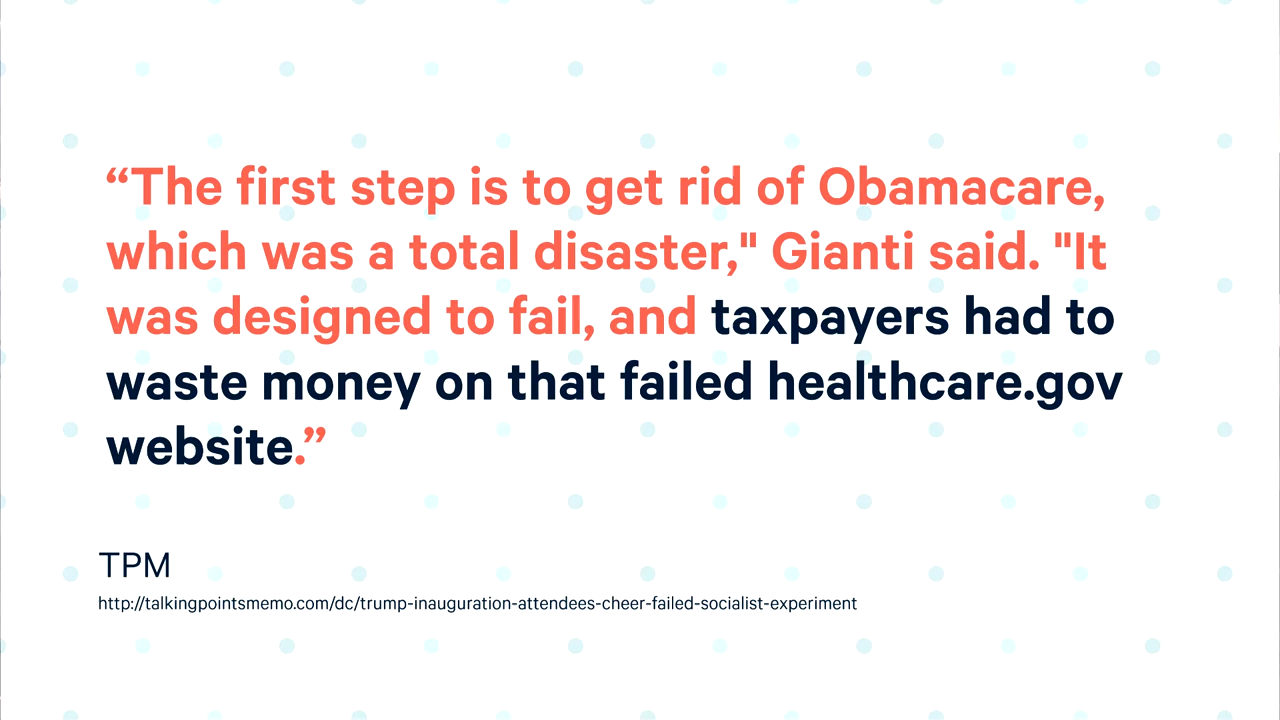 “The first step is to get rid of Obamacare,
which was a total disaster," Gianti said. "It
was designed to fail, and taxpayers had to
waste money on that failed healthcare.gov
website.”
TPM
http://talkingpointsmemo.com/dc/trump-inauguration-attendees-cheer-failed-socialist-experiment